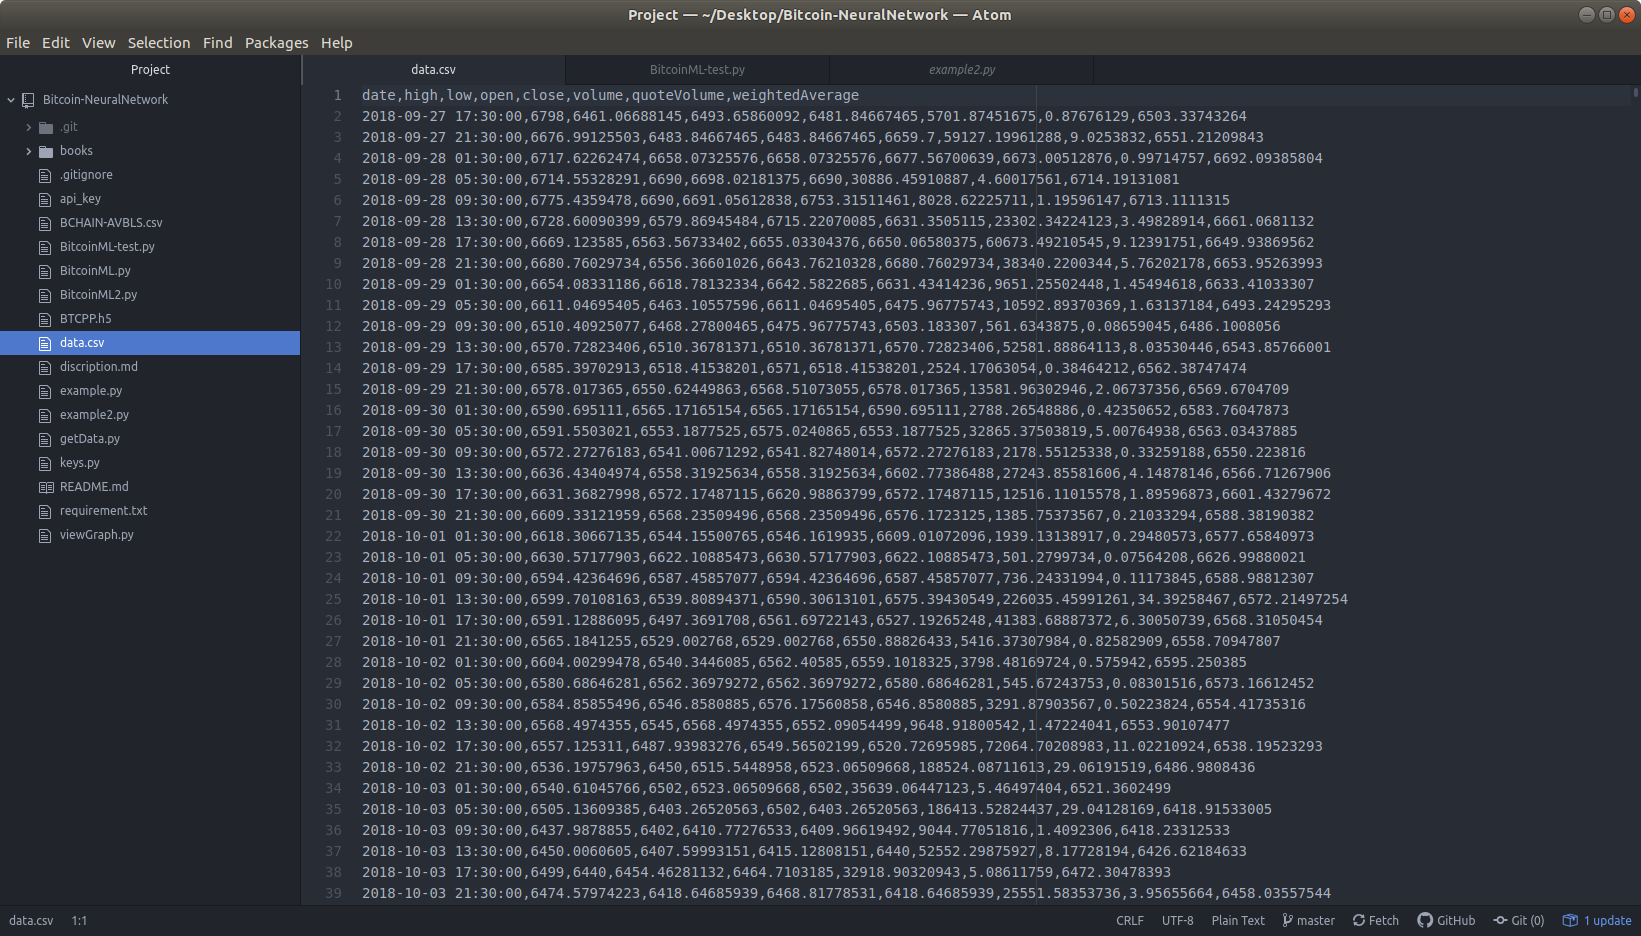 Project — ~/Desktop/Bitcoin-NeuralNetwork — Atom
File Edit View Selection Find Packages Help
Project
Bitcoin-NeuralNetwork
.git
books
.gitignore
api_key
BCHAIN-AVBLS.csv
BitcoinML-test.py
BitcoinML.py
BitcoinML2.py
BTCPP.h5
data.csv
discription.md
example.py
example2.py
getData.py
keys.py
README.md
requirement.txt
viewGraph.py
data.csv BitcoinML-test.py example2.py
1 date,high,low,open,close,volume,quoteVolume,weightedAverage
2 2018-09-27 17:30:00,6798,6461.06688145,6493.65860092,6481.84667465,5701.87451675,0.87676129,6503.33743264
3 2018-09-27 21:30:00,6676.99125503,6483.84667465,6483.84667465,6659.7,59127.19961288,9.0253832,6551.21209843
4 2018-09-28 01:30:00,6717.62262474,6658.07325576,6658.07325576,6677.56700639,6673.00512876,0.99714757,6692.09385804
5 2018-09-28 05:30:00,6714.55328291,6690,6698.02181375,6690,30886.45910887,4.60017561,6714.19131081
6 2018-09-28 09:30:00,6775.4359478,6690,6691.05612838,6753.31511461,8028.62225711,1.19596147,6713.1111315
7 2018-09-28 13:30:00,6728.60090399,6579.86945484,6715.22070085,6631.3505115,23302.34224123,3.49828914,6661.0681132
8 2018-09-28 17:30:00,6669.123585,6563.56733402,6655.03304376,6650.06580375,60673.49210545,9.12391751,6649.93869562
9 2018-09-28 21:30:00,6680.76029734,6556.36601026,6643.76210328,6680.76029734,38340.2200344,5.76202178,6653.95263993
10 2018-09-29 01:30:00,6654.08331186,6618.78132334,6642.5822685,6631.43414236,9651.25502448,1.45494618,6633.41033307
11 2018-09-29 05:30:00,6611.04695405,6463.10557596,6611.04695405,6475.96775743,10592.89370369,1.63137184,6493.24295293
12 2018-09-29 09:30:00,6510.40925077,6468.27800465,6475.96775743,6503.183307,561.6343875,0.08659045,6486.1008056
13 2018-09-29 13:30:00,6570.72823406,6510.36781371,6510.36781371,6570.72823406,52581.88864113,8.03530446,6543.85766001
14 2018-09-29 17:30:00,6585.39702913,6518.41538201,6571,6518.41538201,2524.17063054,0.38464212,6562.38747474
15 2018-09-29 21:30:00,6578.017365,6550.62449863,6568.51073055,6578.017365,13581.96302946,2.06737356,6569.6704709
16 2018-09-30 01:30:00,6590.695111,6565.17165154,6565.17165154,6590.695111,2788.26548886,0.42350652,6583.76047873
17 2018-09-30 05:30:00,6591.5503021,6553.1877525,6575.0240865,6553.1877525,32865.37503819,5.00764938,6563.03437885
18 2018-09-30 09:30:00,6572.27276183,6541.00671292,6541.82748014,6572.27276183,2178.55125338,0.33259188,6550.223816
19 2018-09-30 13:30:00,6636.43404974,6558.31925634,6558.31925634,6602.77386488,27243.85581606,4.14878146,6566.71267906
20 2018-09-30 17:30:00,6631.36827998,6572.17487115,6620.98863799,6572.17487115,12516.11015578,1.89596873,6601.43279672
21 2018-09-30 21:30:00,6609.33121959,6568.23509496,6568.23509496,6576.1723125,1385.75373567,0.21033294,6588.38190382
22 2018-10-01 01:30:00,6618.30667135,6544.15500765,6546.1619935,6609.01072096,1939.13138917,0.29480573,6577.65840973
23 2018-10-01 05:30:00,6630.57177903,6622.10885473,6630.57177903,6622.10885473,501.2799734,0.07564208,6626.99880021
24 2018-10-01 09:30:00,6594.42364696,6587.45857077,6594.42364696,6587.45857077,736.24331994,0.11173845,6588.98812307
25 2018-10-01 13:30:00,6599.70108163,6539.80894371,6590.30613101,6575.39430549,226035.45991261,34.39258467,6572.21497254
26 2018-10-01 17:30:00,6591.12886095,6497.3691708,6561.69722143,6527.19265248,41383.68887372,6.30050739,6568.31050454
27 2018-10-01 21:30:00,6565.1841255,6529.002768,6529.002768,6550.88826433,5416.37307984,0.82582909,6558.70947807
28 2018-10-02 01:30:00,6604.00299478,6540.3446085,6562.40585,6559.1018325,3798.48169724,0.575942,6595.250385
29 2018-10-02 05:30:00,6580.68646281,6562.36979272,6562.36979272,6580.68646281,545.67243753,0.08301516,6573.16612452
30 2018-10-02 09:30:00,6584.85855496,6546.8580885,6576.17560858,6546.8580885,3291.87903567,0.50223824,6554.41735316
31 2018-10-02 13:30:00,6568.4974355,6545,6568.4974355,6552.09054499,9648.91800542,1.47224041,6553.90107477
32 2018-10-02 17:30:00,6557.125311,6487.93983276,6549.56502199,6520.72695985,72064.70208983,11.02210924,6538.19523293
33 2018-10-02 21:30:00,6536.19757963,6450,6515.5448958,6523.06509668,188524.08711613,29.06191519,6486.9808436
34 2018-10-03 01:30:00,6540.61045766,6502,6523.06509668,6502,35639.06447123,5.46497404,6521.3602499
35 2018-10-03 05:30:00,6505.13609385,6403.26520563,6502,6403.26520563,186413.52824437,29.04128169,6418.91533005
36 2018-10-03 09:30:00,6437.9878855,6402,6410.77276533,6409.96619492,9044.77051816,1.4092306,6418.23312533
37 2018-10-03 13:30:00,6450.0060605,6407.59993151,6415.12808151,6440,52552.29875927,8.17728194,6426.62184633
38 2018-10-03 17:30:00,6499,6440,6454.46281132,6464.7103185,32918.90320943,5.08611759,6472.30478393
39 2018-10-03 21:30:00,6474.57974223,6418.64685939,6468.81778531,6418.64685939,25551.58353736,3.95655664,6458.03557544
data.csv 1:1 CRLF UTF-8 Plain Text master Fetch GitHub Git (0) 1 update